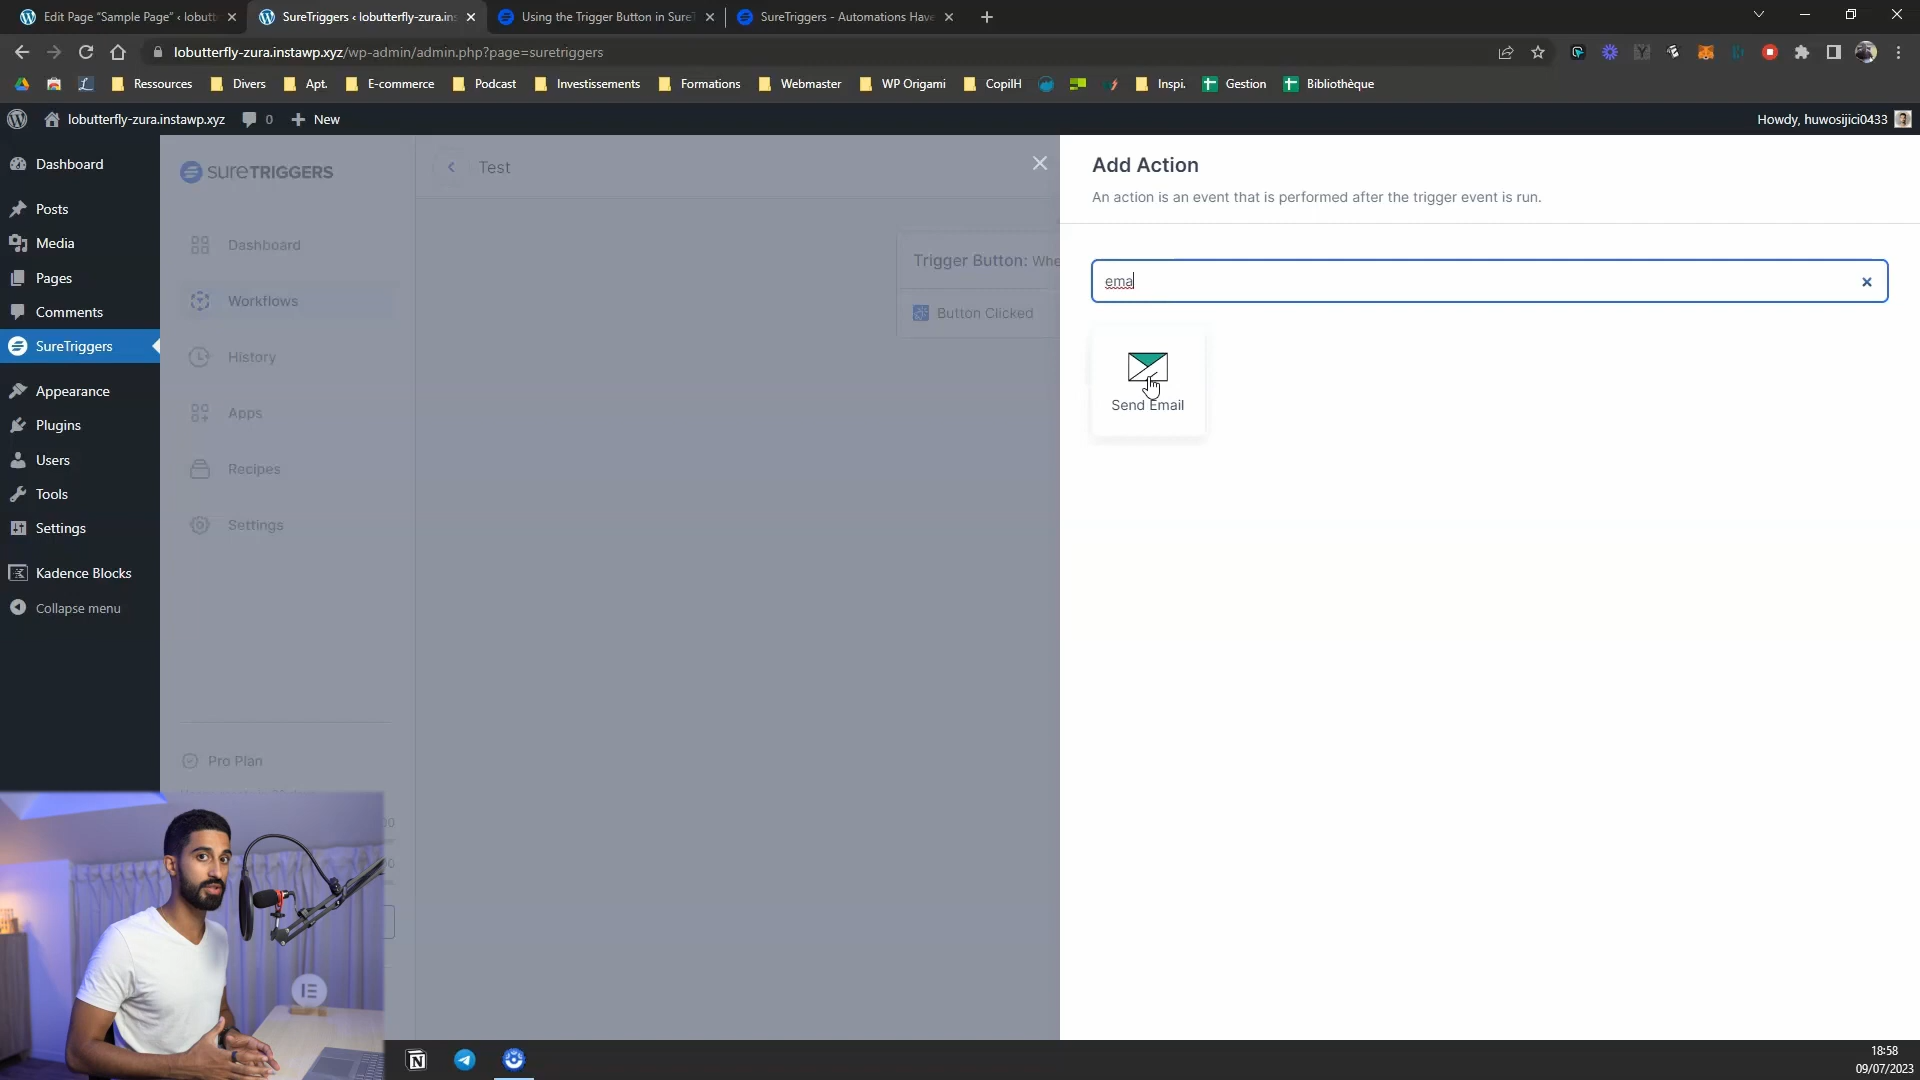 Edit Page “Sample Page” ‹ lobutt
SureTriggers ‹ lobutterfly-zura.ins
Using the Trigger Button in SureT
SureTriggers - Automations Have
lobutterfly-zura.instawp.xyz/wp-admin/admin.php?page=suretriggers
Ressources
Divers
Apt.
E-commerce
Podcast
Investissements
Formations
Webmaster
WP Origami
CopilH
Inspi.
Gestion
Bibliothèque
lobutterfly-zura.instawp.xyz
0
New
Howdy, huwosijici0433
Dashboard
Posts
Media
Pages
Comments
SureTriggers
Appearance
Plugins
Users
Tools
Settings
Kadence Blocks
Collapse menu
SURETRIGGERS
Dashboard
Workflows
History
Apps
Recipes
Settings
Pro Plan
Test
Trigger Button: Whe
Button Clicked
Add Action
An action is an event that is performed after the trigger event is run.
ema
Send Email
18:58
09/07/2023